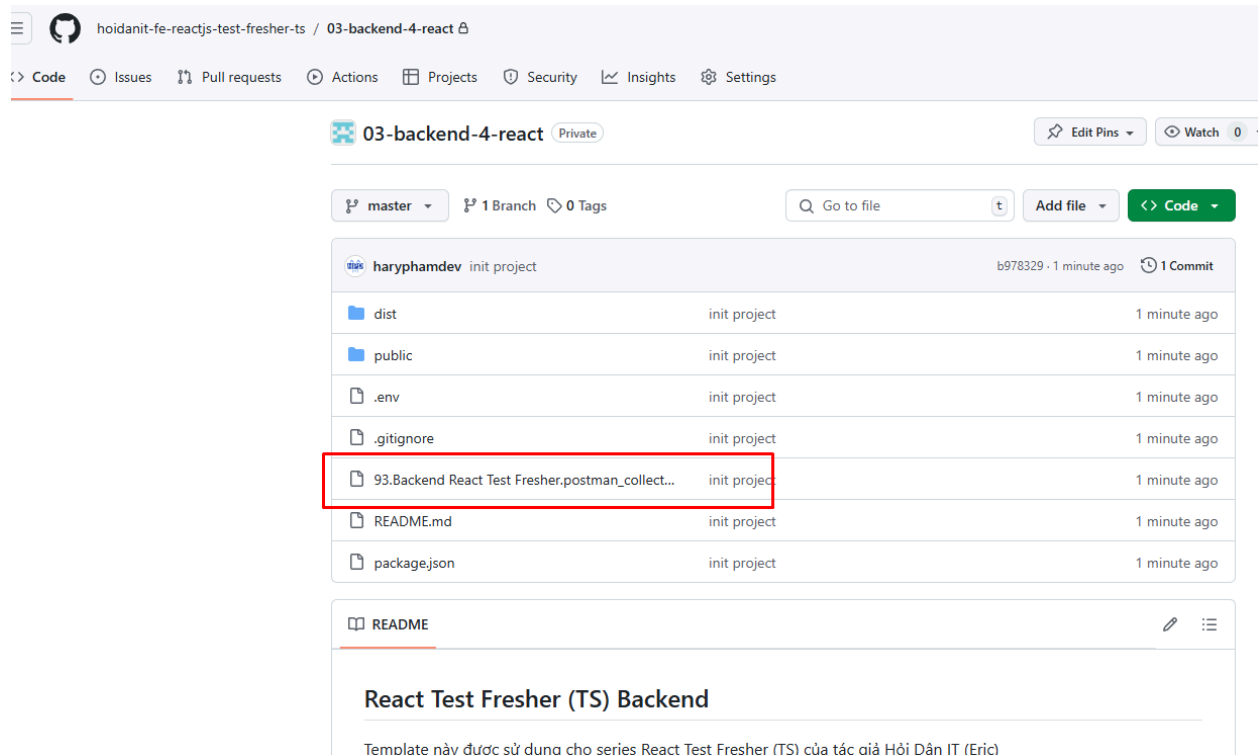 hoidanit-fe-reactjs-test-fresher-ts / 03-backend-4-react
Code Issues Pull requests Actions Projects Security Insights Settings
03-backend-4-react Private Edit Pins Watch 0
master 1 Branch 0 Tags Go to file t Add file Code
haryphamdev init project b978329 · 1 minute ago 1 Commit
dist init project 1 minute ago
public init project 1 minute ago
.env init project 1 minute ago
.gitignore init project 1 minute ago
93.Backend React Test Fresher.postman_collect... init project 1 minute ago
README.md init project 1 minute ago
package.json init project 1 minute ago
README
React Test Fresher (TS) Backend
Template này được sử dụng cho series React Test Fresher (TS) của tác giả Hỏi Dân IT (Eric)